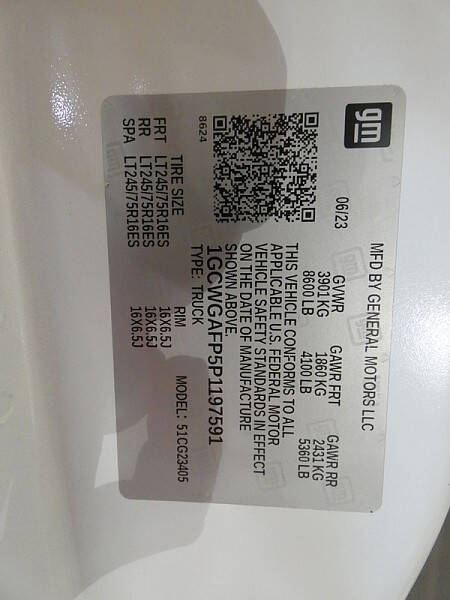 gm
MFD BY GENERAL MOTORS LLC
06/23 GVWR GAWR FRT GAWR RR
3901 KG 1860 KG 2431 KG
8600 LB 4100 LB 5360 LB
THIS VEHICLE CONFORMS TO ALL
APPLICABLE U.S. FEDERAL MOTOR
VEHICLE SAFETY STANDARDS IN EFFECT
ON THE DATE OF MANUFACTURE
SHOWN ABOVE.
1GCWGAFP5P1197591
8624 TYPE: TRUCK MODEL: 51CG23405
TIRE SIZE RIM
FRT LT245/75R16ES 16X6.5J
RR LT245/75R16ES 16X6.5J
SPA LT245/75R16ES 16X6.5J